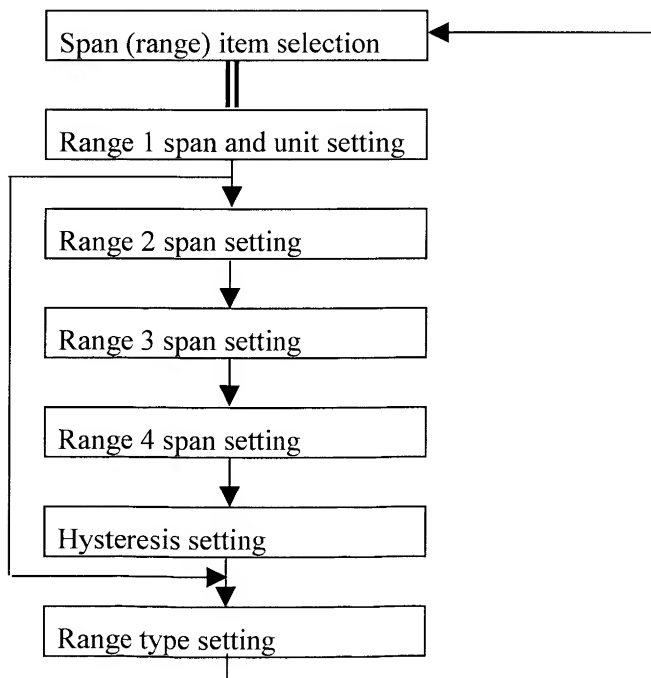 Span (range) item selection
Range 1 span and unit setting
Range 2 span setting
Range 3 span setting
Range 4 span setting
Hysteresis setting
Range type setting